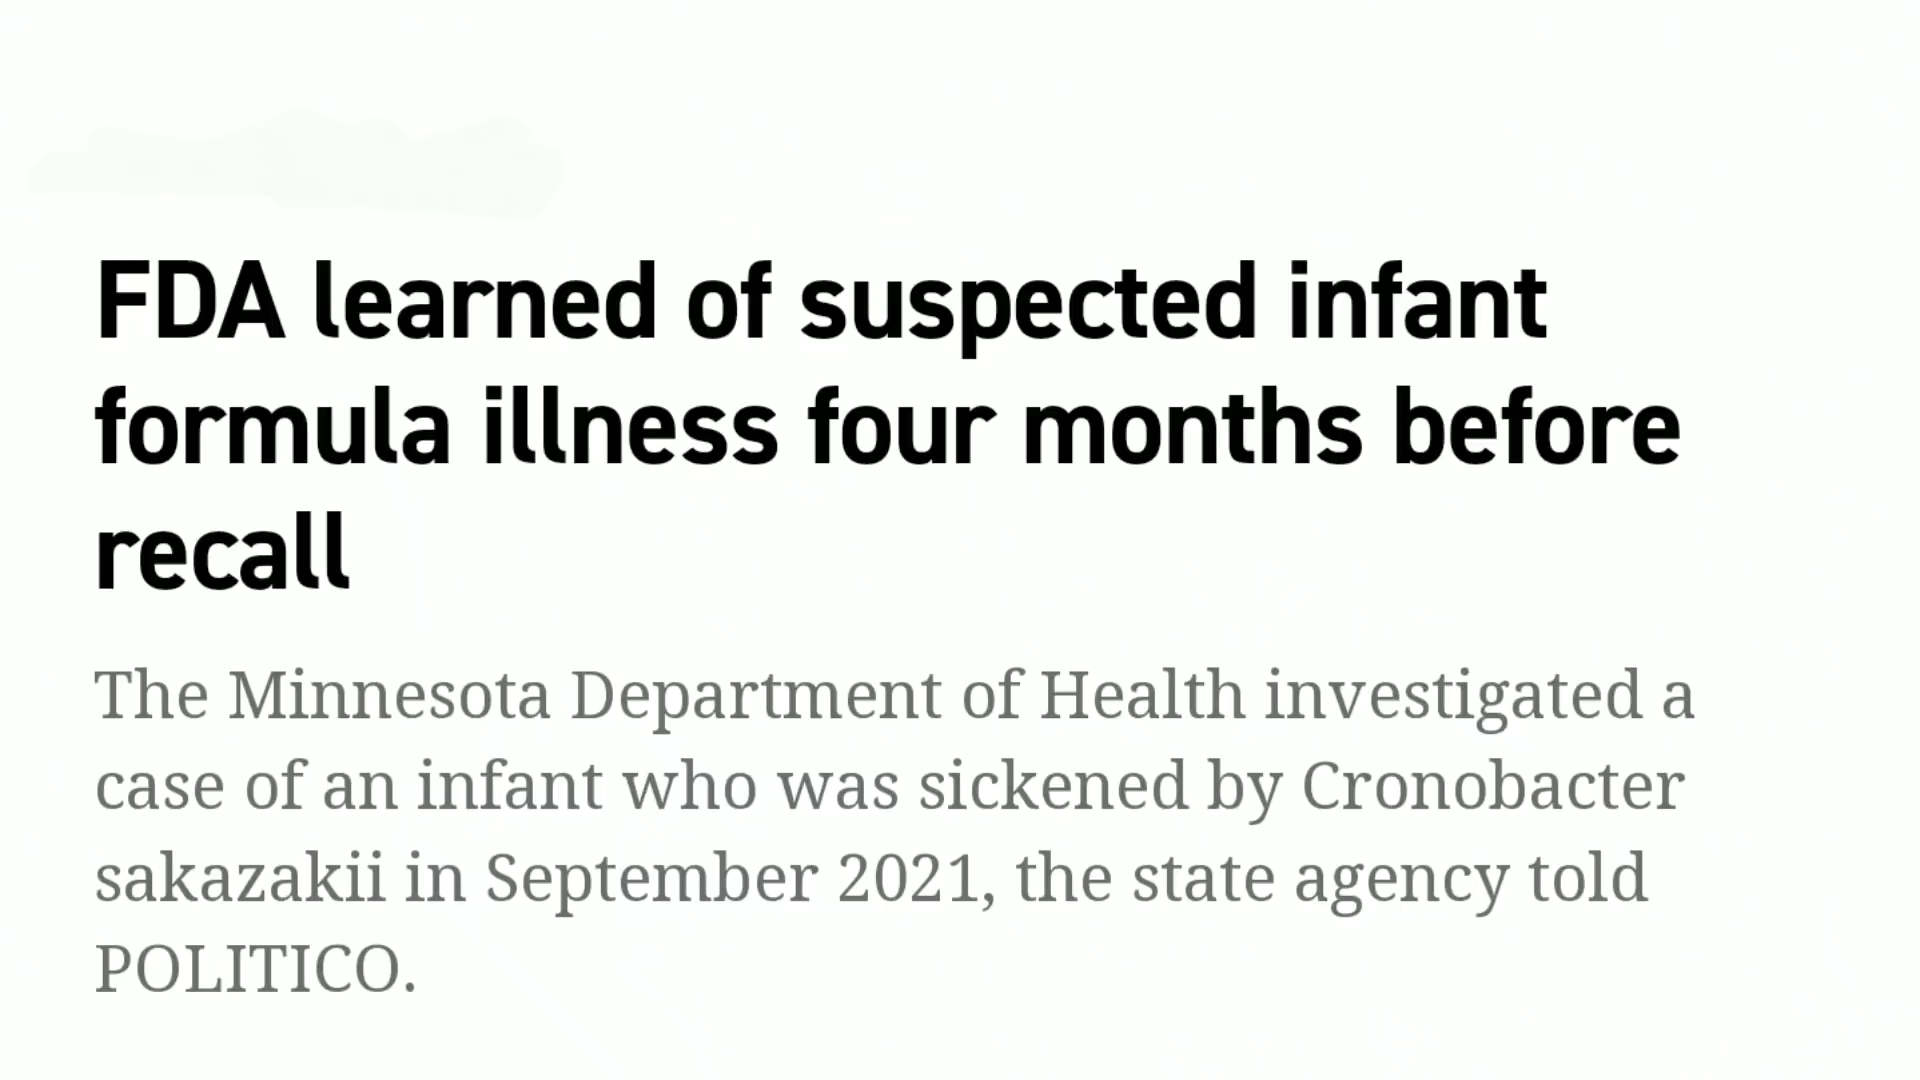 FDA learned of suspected infant
formula illness four months before
recall
The Minnesota Department of Health investigated a
case of an infant who was sickened by Cronobacter
sakazakii in September 2021, the state agency told
POLITICO.